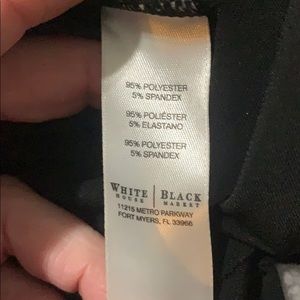 95% POLYESTER
5% SPANDEX
95% POLIÉSTER
5% ELASTANO
95% POLYESTER
5% SPANDEX
WHITE | BLACK
HOUSE | MARKET
11215 METRO PARKWAY
FORT MYERS, FL 33966